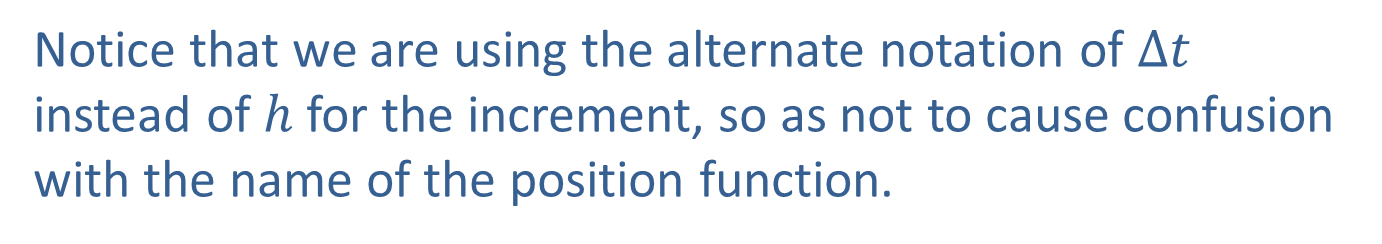 Notice that we are using the alternate notation of Δt
instead of h for the increment, so as not to cause confusion
with the name of the position function.